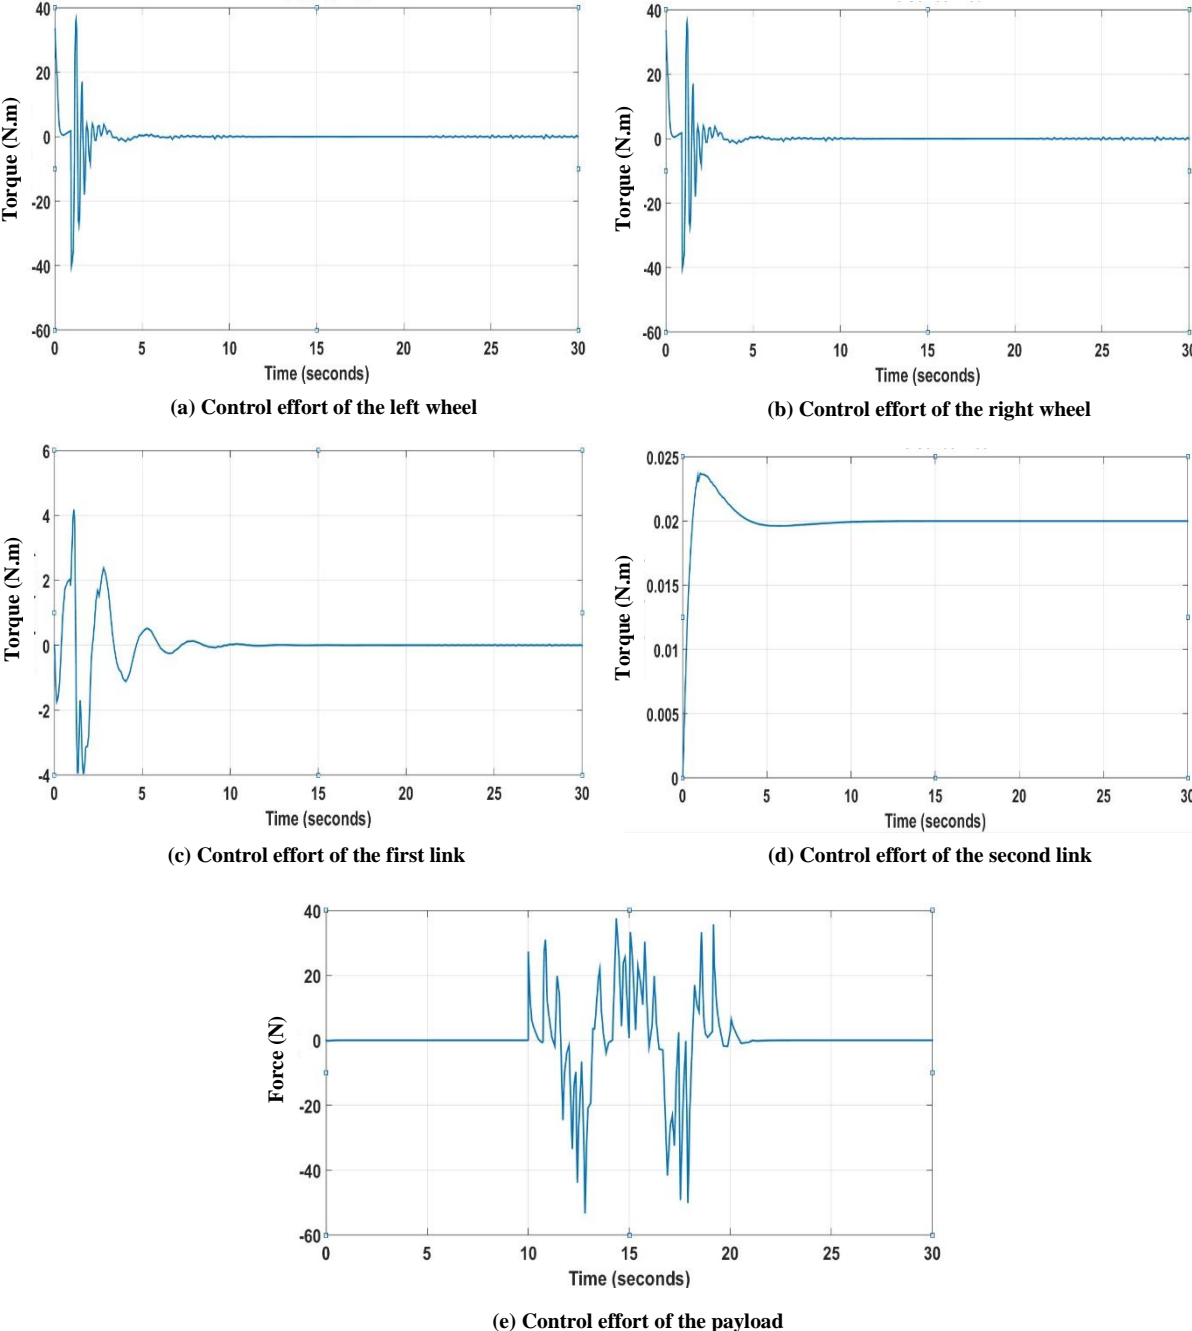 40
20
0
-20
-40
-60
Torque (N.m)
0 5 10 15 20 25 30
Time (seconds)
(a) Control effort of the left wheel
40
20
0
-20
-40
-60
Torque (N.m)
0 5 10 15 20 25 30
Time (seconds)
(b) Control effort of the right wheel
6
4
2
0
-2
-4
Torque (N.m)
0 5 10 15 20 25 30
Time (seconds)
(c) Control effort of the first link
0.025
0.02
0.015
0.01
0.005
0
Torque (N.m)
0 5 10 15 20 25 30
Time (seconds)
(d) Control effort of the second link
40
20
0
-20
-40
-60
Force (N)
0 5 10 15 20 25 30
Time (seconds)
(e) Control effort of the payload